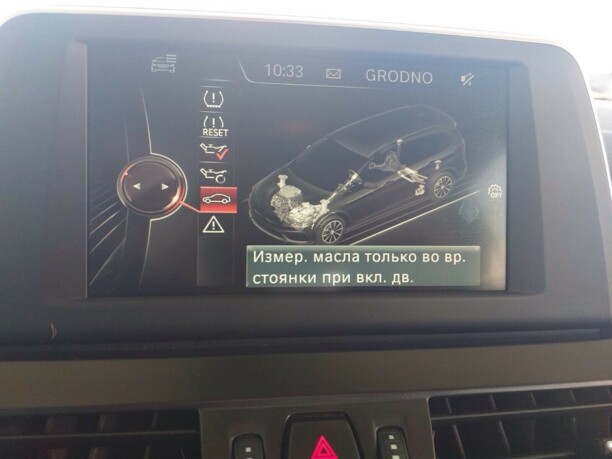 10:33 GRODNO
RESET
OFF
Измер. масла только во вр.
стоянки при вкл. дв.